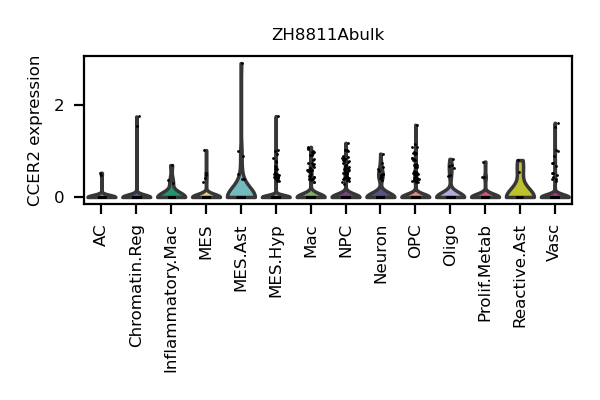 ZH8811Abulk
CCER2 expression
2
0
AC
Chromatin.Reg
Inflammatory.Mac
MES
MES.Ast
MES.Hyp
Mac
NPC
Neuron
OPC
Oligo
Prolif.Metab
Reactive.Ast
Vasc